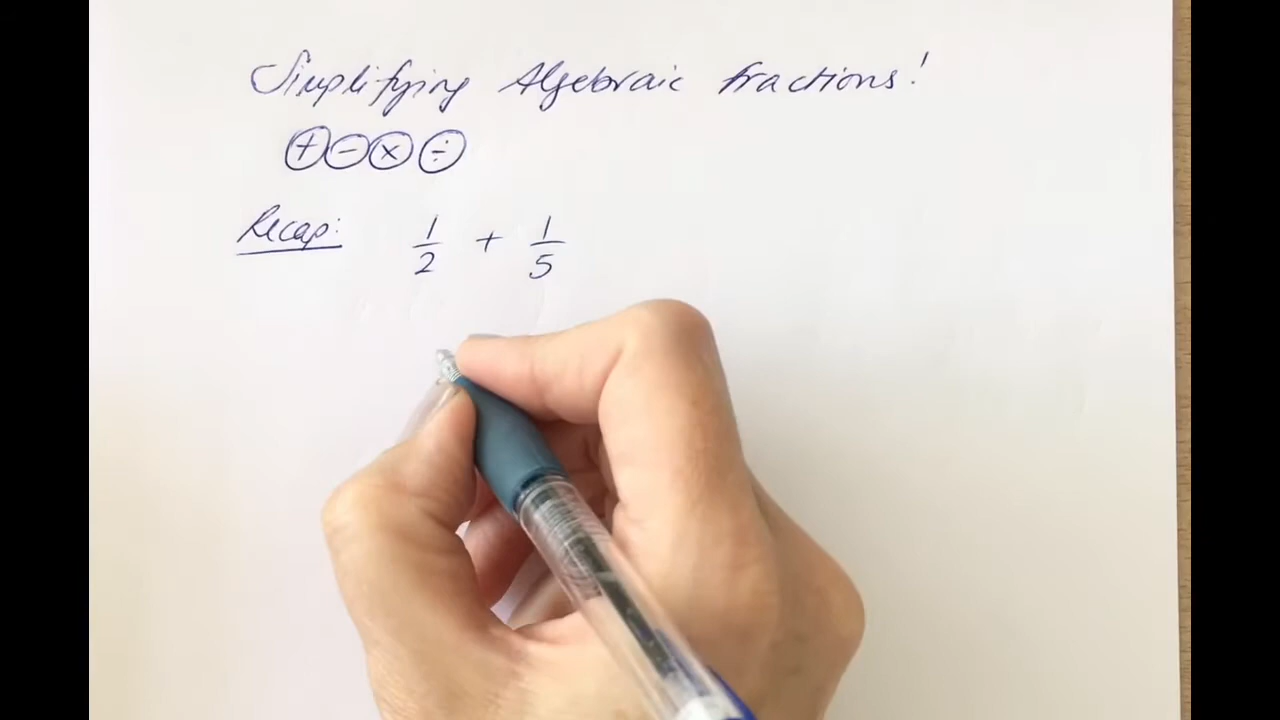 Simplifying Algebraic fractions!
⊕ ⊖ ⊗ ÷
Recap: 1/2 + 1/5